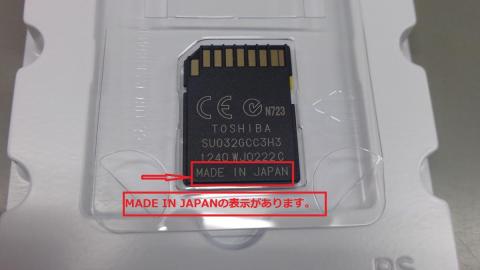 N723
TOSHIBA
SU032GCC3H3
1240 WJ0222C
MADE IN JAPAN
MADE IN JAPANの表示があります。